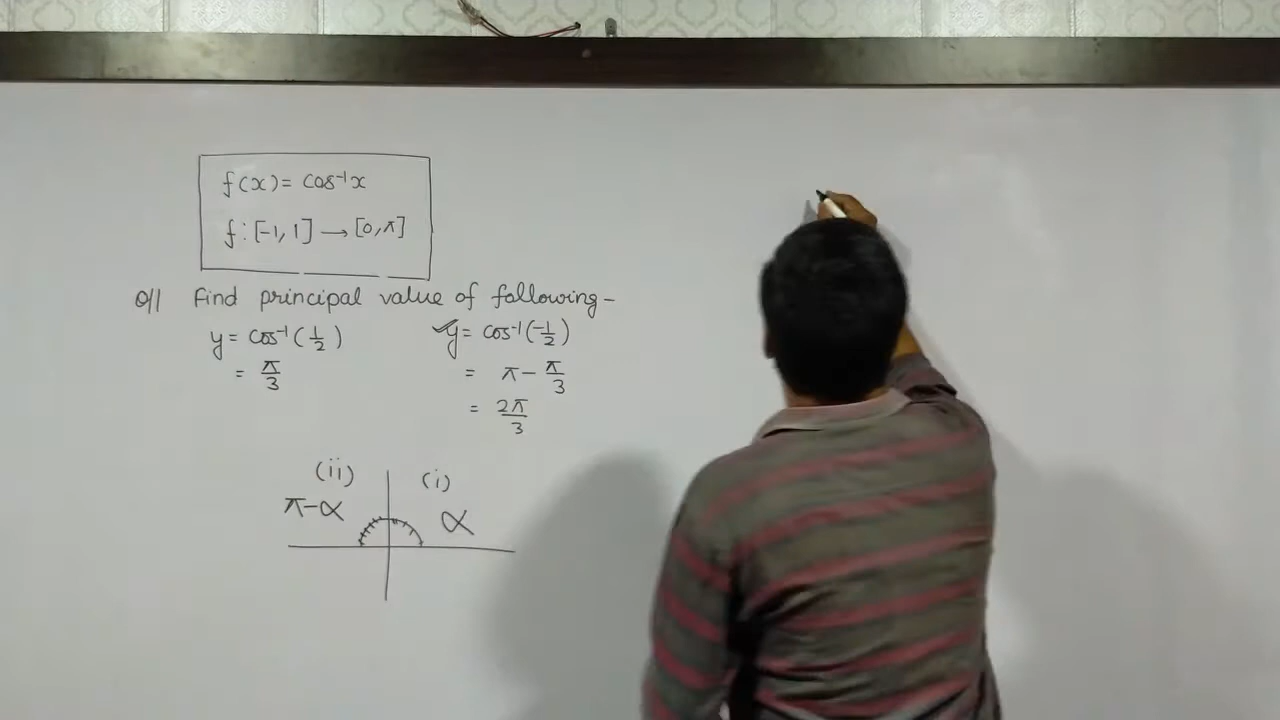 f(x) = cos⁻¹x
f : [-1, 1] → [0, π]
Q1 Find principal value of following-
y = cos⁻¹(1/2) y = cos⁻¹(-1/2)
= π/3 = π - π/3
= 2π/3
(ii) (i)
π-α α